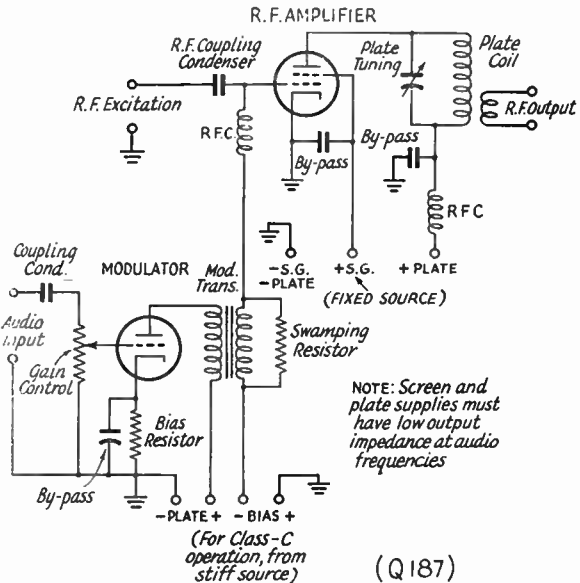 R.F. AMPLIFIER
R.F. Coupling
Condenser
Plate
Tuning
Plate
Coil
R.F. Excitation
R.F.C.
By-pass
By-pass
R.F. Output
RFC
Coupling
Cond.
MODULATOR
Mod.
Trans.
-S.G.
-PLATE
+S.G.
+PLATE
(FIXED SOURCE)
Audio
Input
Gain
Control
Swamping
Resistor
NOTE: Screen and
plate supplies must
have low output
impedance at audio
frequencies
Bias
Resistor
By-pass
-PLATE+
-BIAS+
(For Class-C
operation, from
stiff source)
(Q187)